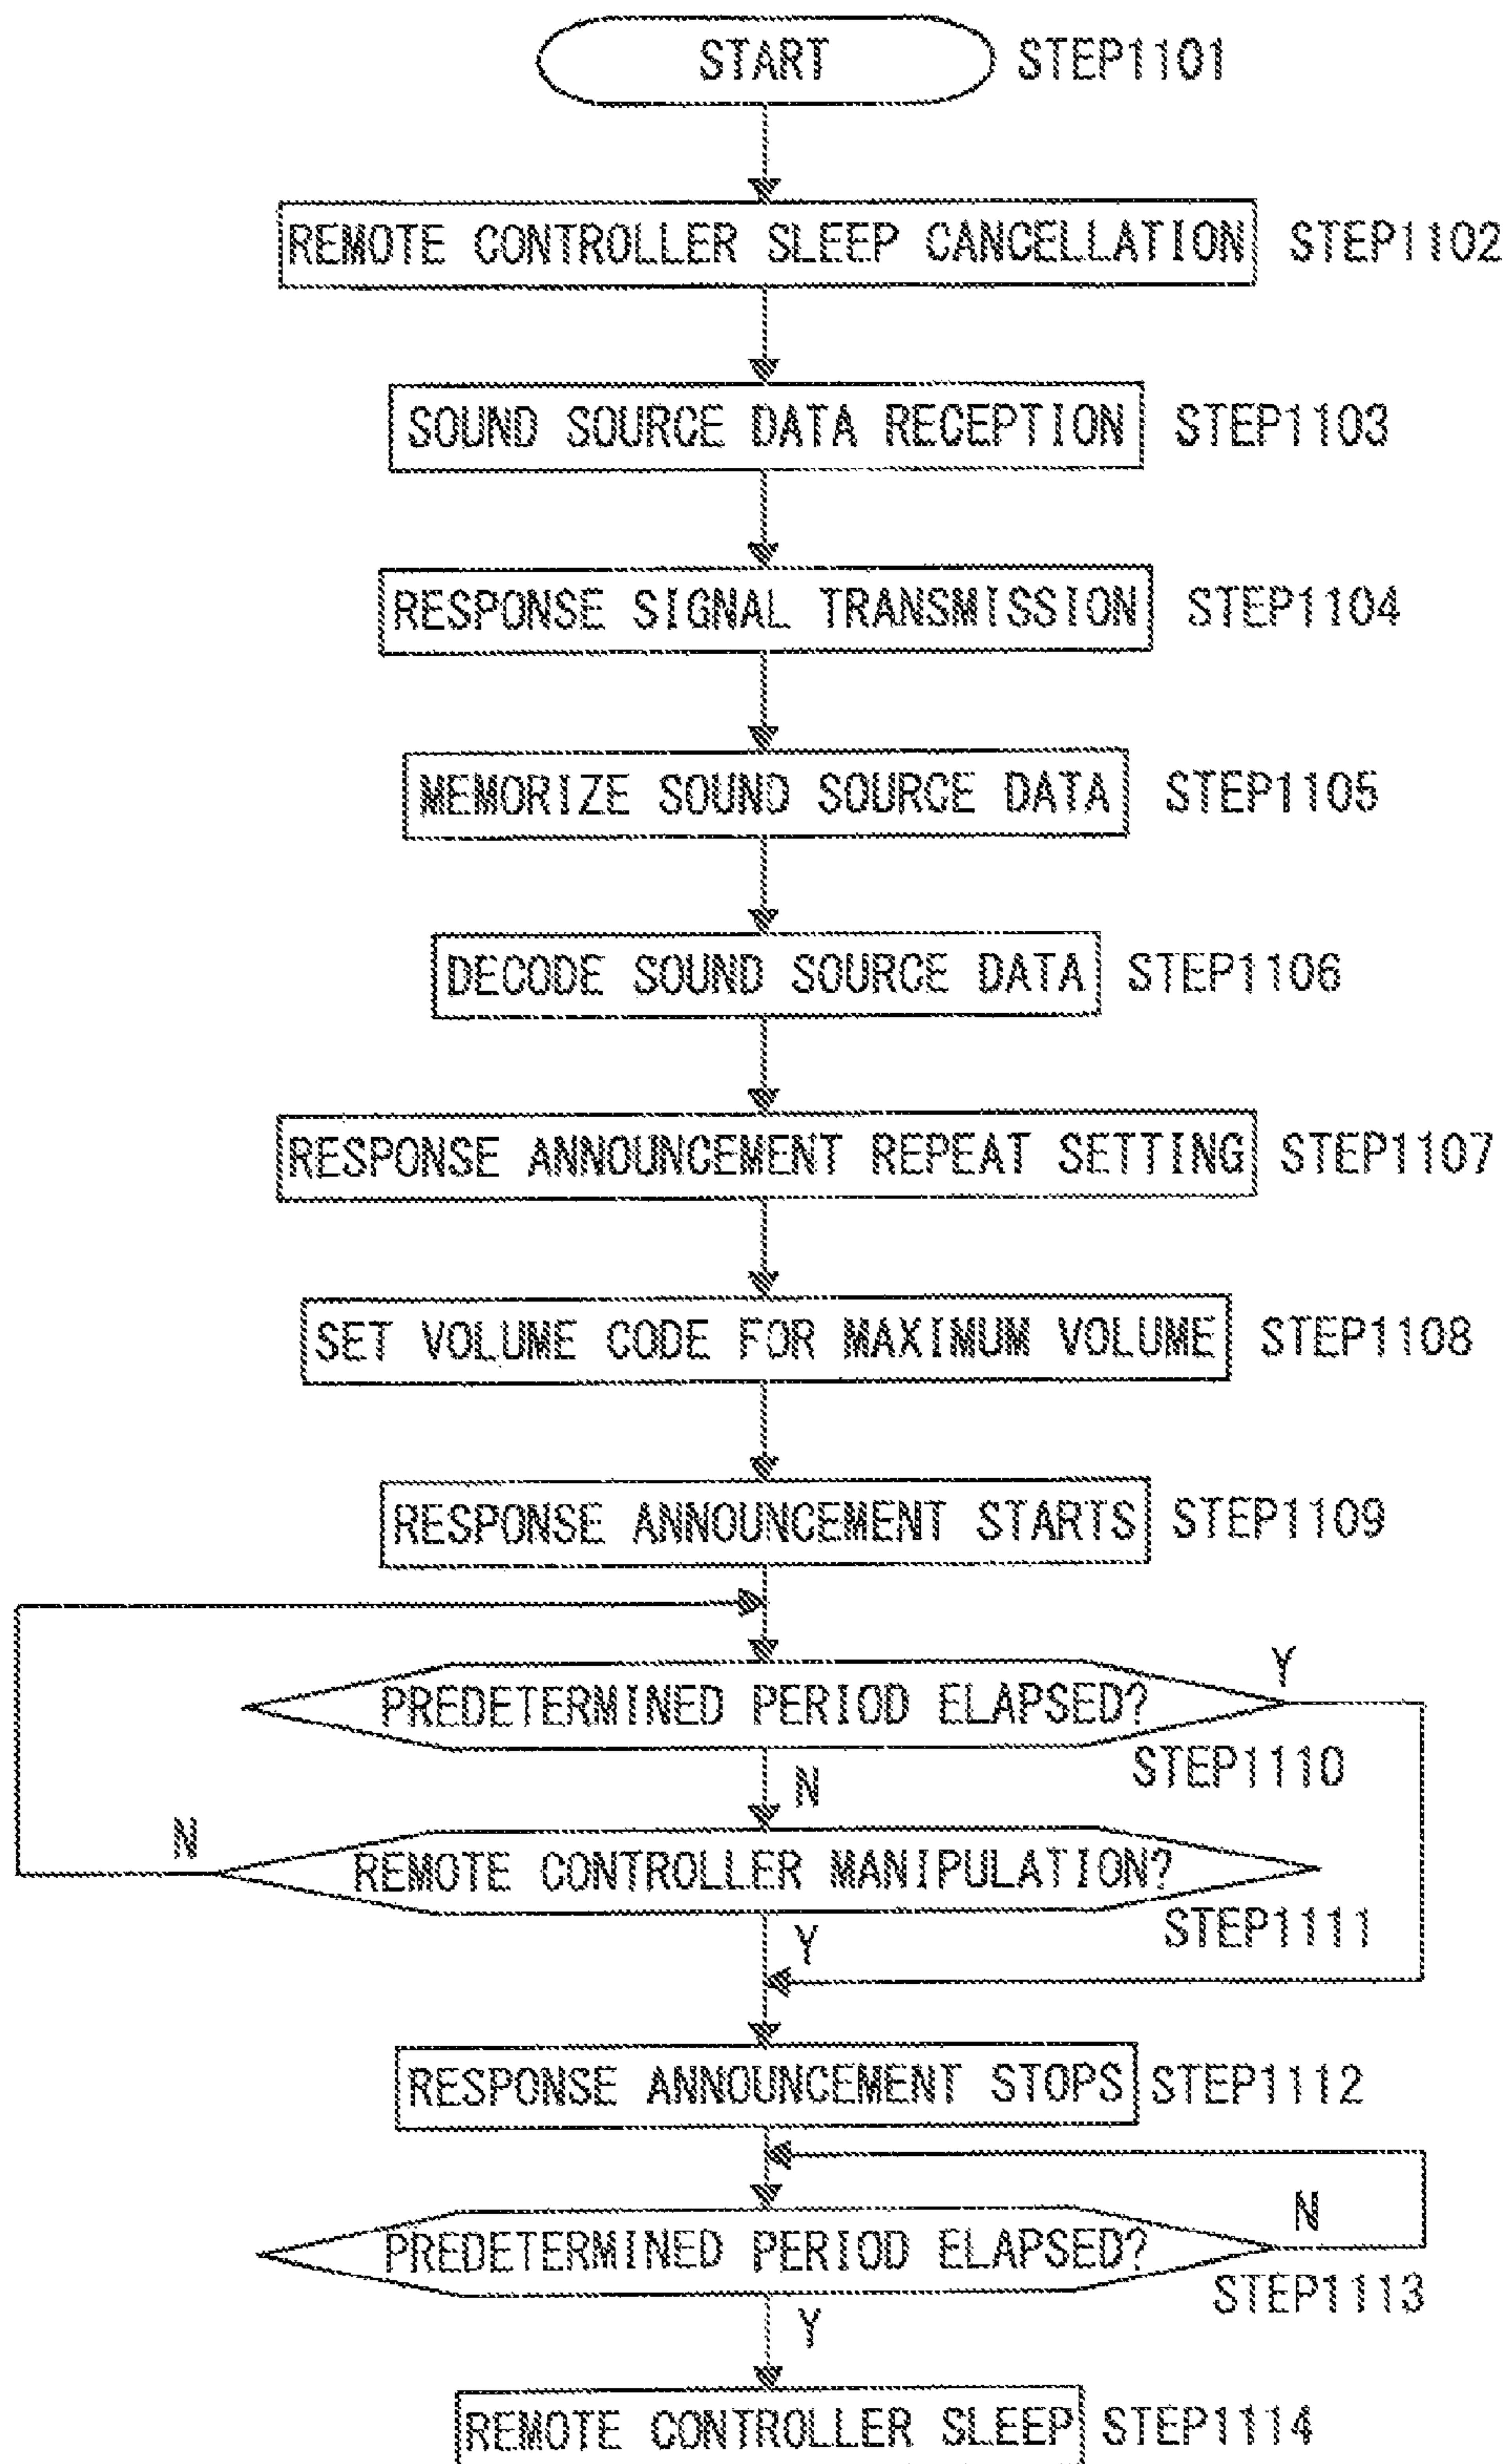 START STEP1101
REMOTE CONTROLLER SLEEP CANCELLATION STEP1102
SOUND SOURCE DATA RECEPTION STEP1103
RESPONSE SIGNAL TRANSMISSION STEP1104
MEMORIZE SOUND SOURCE DATA STEP1105
DECODE SOUND SOURCE DATA STEP1106
RESPONSE ANNOUNCEMENT REPEAT SETTING STEP1107
SET VOLUME CODE FOR MAXIMUM VOLUME STEP1108
RESPONSE ANNOUNCEMENT STARTS STEP1109
Y
PREDETERMINED PERIOD ELAPSED?
STEP1110
N
N
REMOTE CONTROLLER MANIPULATION?
STEP1111
Y
RESPONSE ANNOUNCEMENT STOPS STEP1112
N
PREDETERMINED PERIOD ELAPSED?
STEP1113
Y
REMOTE CONTROLLER SLEEP STEP1114